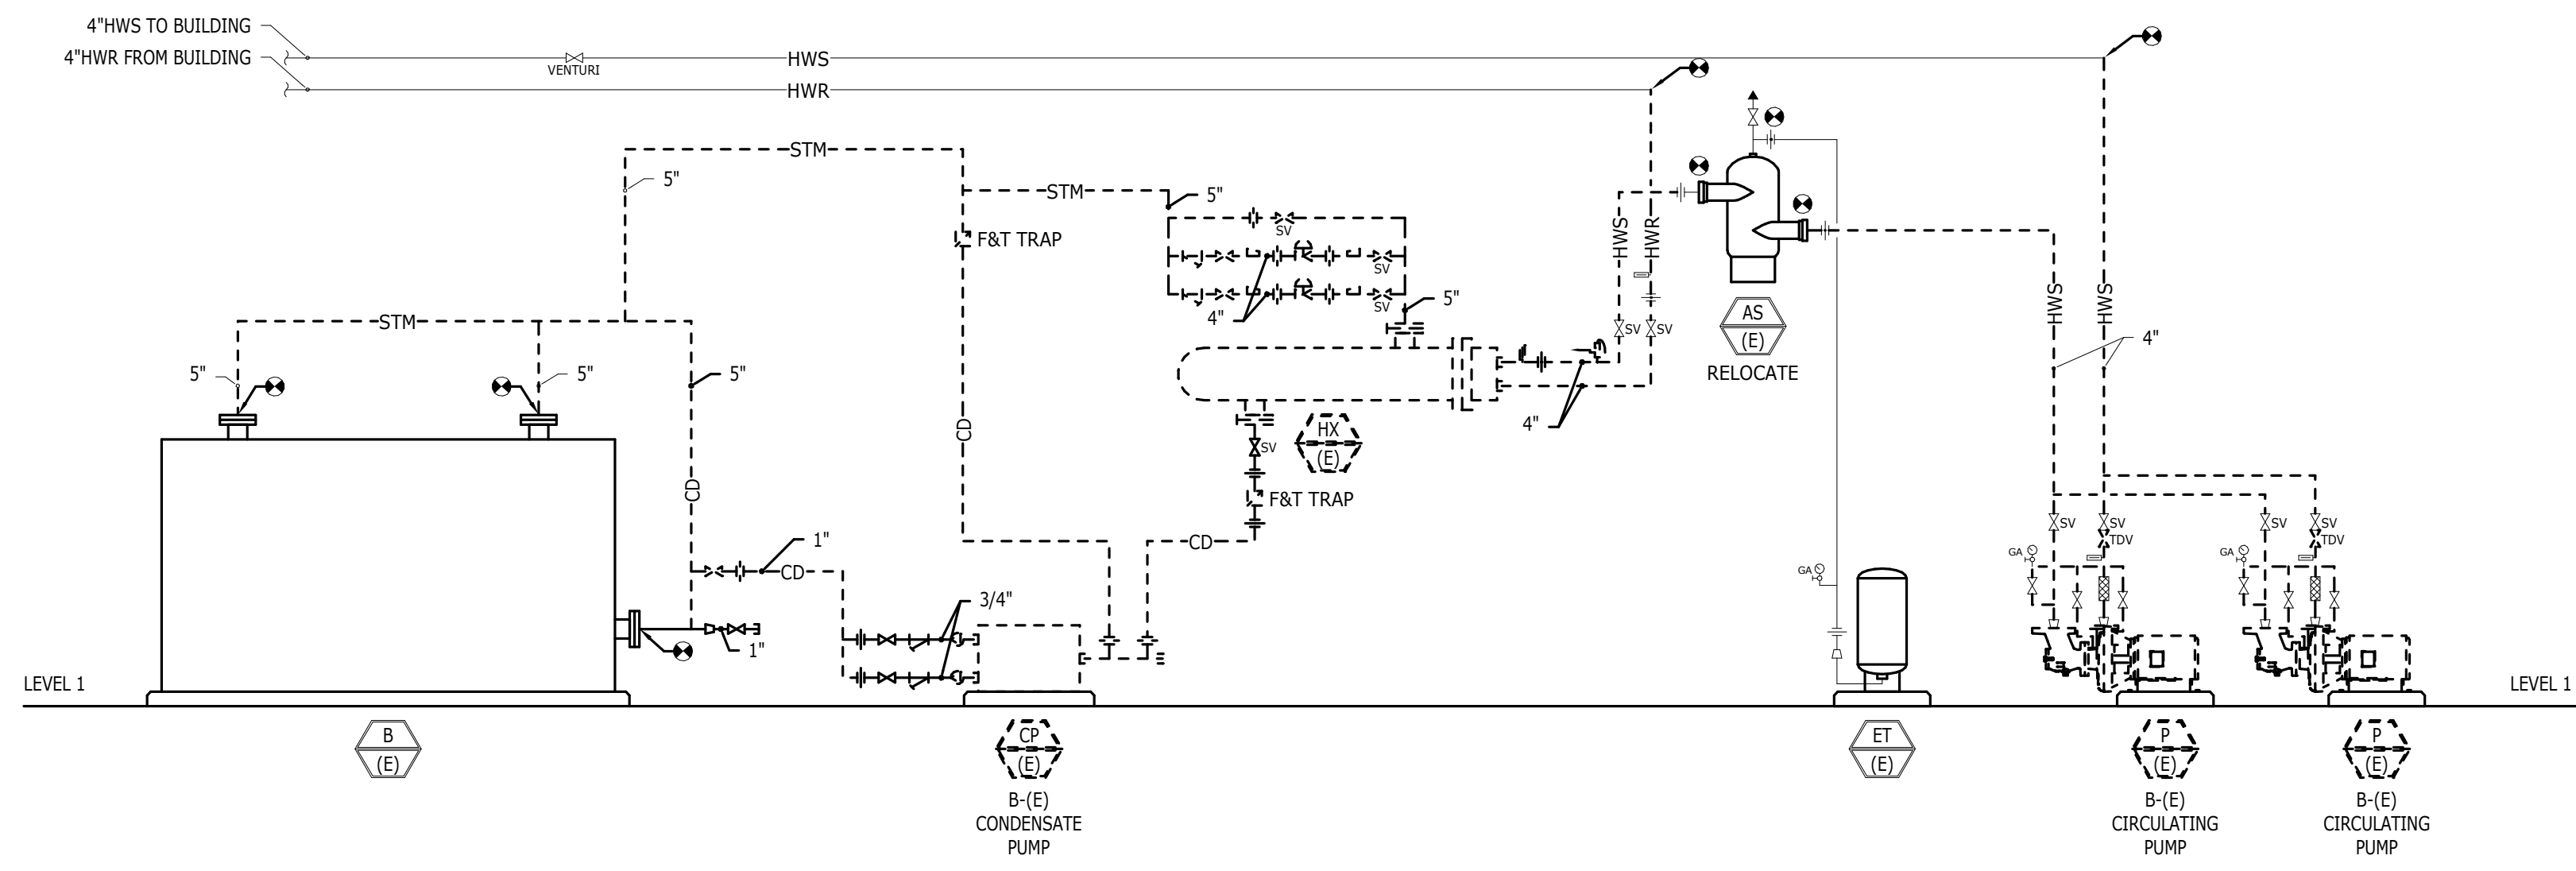 4"HWS TO BUILDING
4"HWR FROM BUILDING
VENTURI
HWS
HWR
STM
5"
STM
5"
F&T TRAP
SV
SV
SV
4"
5"
STM
5"
5"
5"
HWS
HWR
SV
SV
4"
AS
(E)
RELOCATE
HWS
HWS
4"
CD
CD
HX
(E)
SV
F&T TRAP
CD
1"
CD
3/4"
1"
GA
SV
SV
TDV
GA
SV
SV
TDV
GA
LEVEL 1
LEVEL 1
B
(E)
CP
(E)
B-(E)
CONDENSATE
PUMP
ET
(E)
P
(E)
B-(E)
CIRCULATING
PUMP
P
(E)
B-(E)
CIRCULATING
PUMP